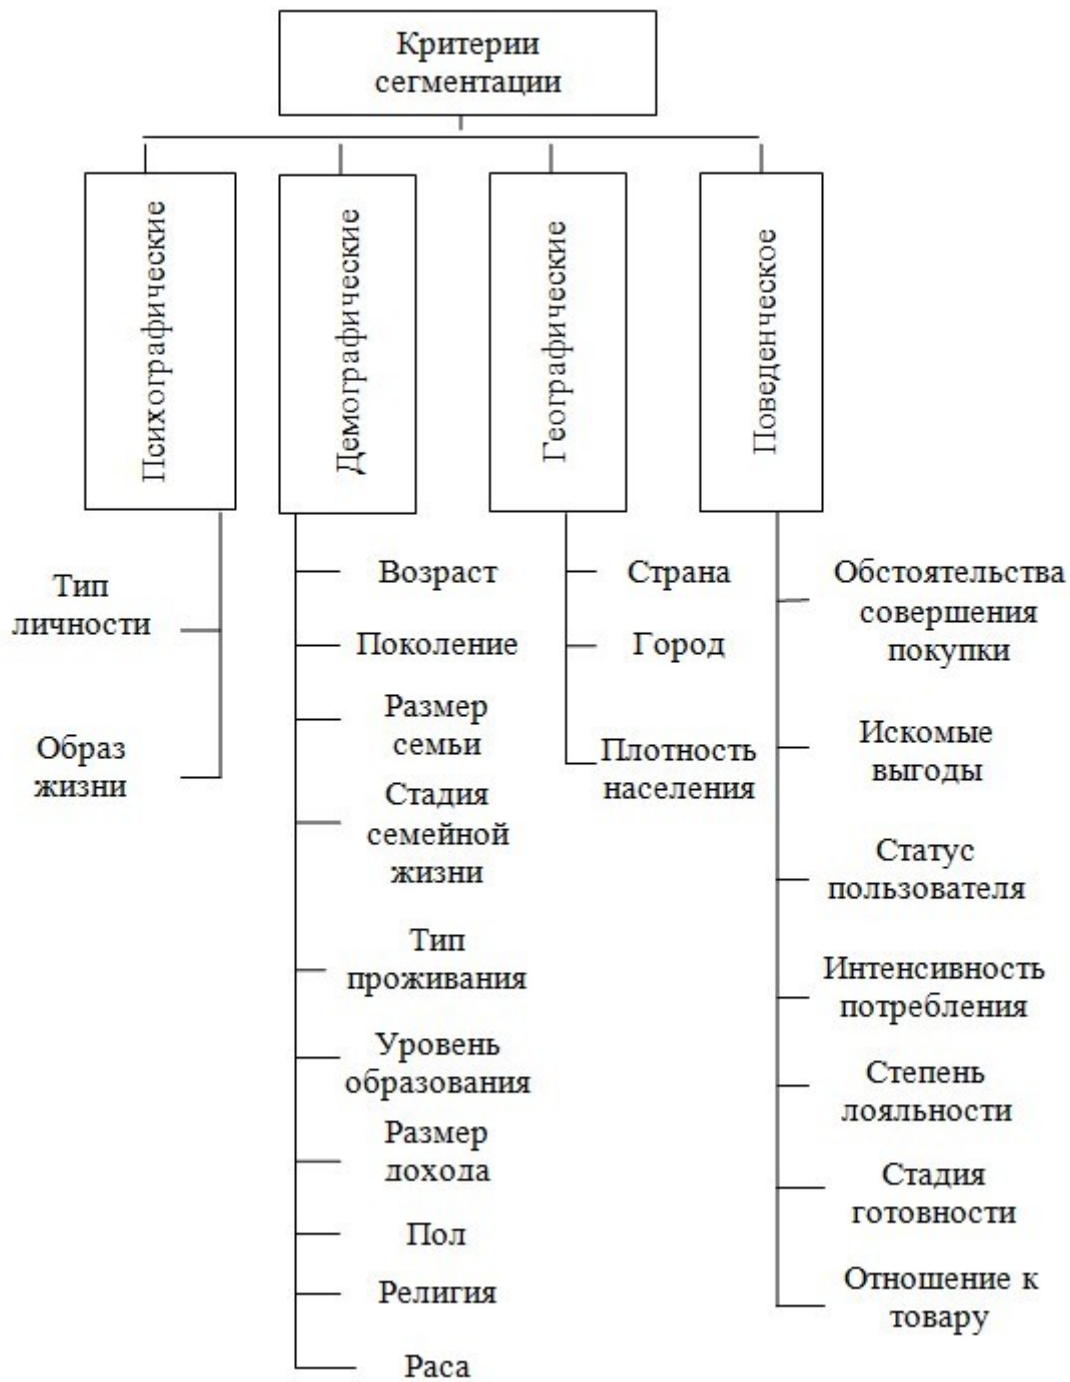 Критерии
сегментации
Психографические
Демографические
Географические
Поведенческое
Тип
личности
Образ
жизни
Возраст
Поколение
Размер
семьи
Стадия
семейной
жизни
Тип
проживания
Уровень
образования
Размер
дохода
Пол
Религия
Раса
Страна
Город
Плотность
населения
Обстоятельства
совершения
покупки
Искомые
выгоды
Статус
пользователя
Интенсивность
потребления
Степень
лояльности
Стадия
готовности
Отношение к
товару